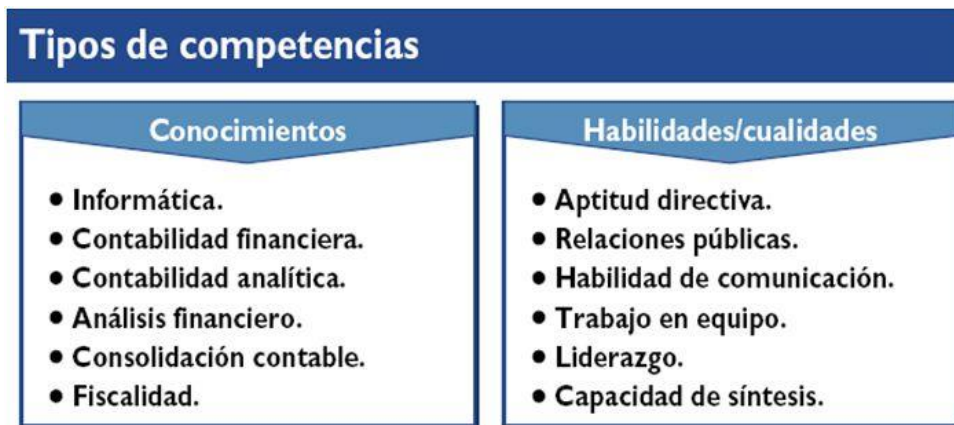 Tipos de competencias
Conocimientos
• Informática.
• Contabilidad financiera.
• Contabilidad analítica.
• Análisis financiero.
• Consolidación contable.
• Fiscalidad.
Habilidades/cualidades
• Aptitud directiva.
• Relaciones públicas.
• Habilidad de comunicación.
• Trabajo en equipo.
• Liderazgo.
• Capacidad de síntesis.